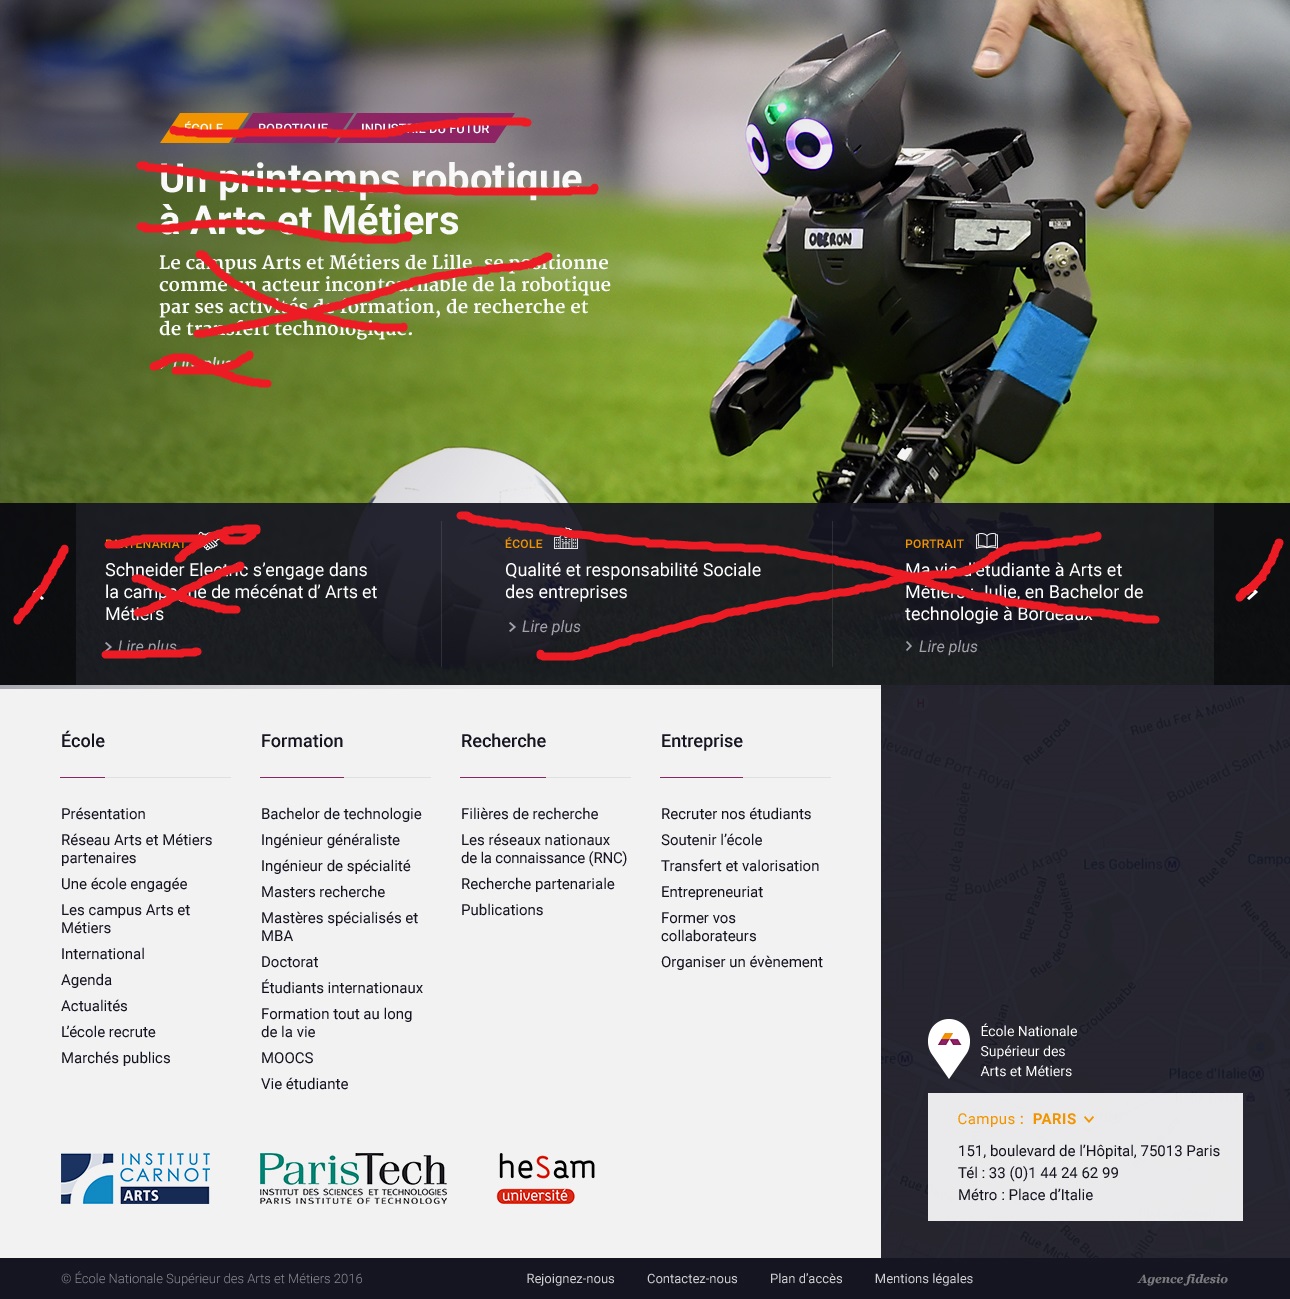 ÉCOLE ROBOTIQUE INDUSTRIE DU FUTUR
Un printemps robotique
à Arts et Métiers
Le campus Arts et Métiers de Lille, se positionne
comme un acteur incontournable de la robotique
par ses activités de formation, de recherche et
de transfert technologique.
Lire plus
OBERON
PARTENARIAT
Schneider Electric s’engage dans
la campagne de mécénat d’ Arts et
Métiers
Lire plus
ÉCOLE
Qualité et responsabilité Sociale
des entreprises
Lire plus
PORTRAIT
Ma vie d’étudiante à Arts et
Métiers : Julie, en Bachelor de
technologie à Bordeaux
Lire plus
École
Présentation
Réseau Arts et Métiers
partenaires
Une école engagée
Les campus Arts et
Métiers
International
Agenda
Actualités
L’école recrute
Marchés publics
Formation
Bachelor de technologie
Ingénieur généraliste
Ingénieur de spécialité
Masters recherche
Mastères spécialisés et
MBA
Doctorat
Étudiants internationaux
Formation tout au long
de la vie
MOOCS
Vie étudiante
Recherche
Filières de recherche
Les réseaux nationaux
de la connaissance (RNC)
Recherche partenariale
Publications
Entreprise
Recruter nos étudiants
Soutenir l’école
Transfert et valorisation
Entrepreneuriat
Former vos
collaborateurs
Organiser un évènement
INSTITUT
CARNOT
ARTS
ParisTech
INSTITUT DES SCIENCES ET TECHNOLOGIES
PARIS INSTITUTE OF TECHNOLOGY
heSam
université
H
Rue du Fer A Moulin
Rue Broca
Boulevard Saint-Ma
levard de Port-Royal
Rue de la Glacière
Boulevard Arago
Les Gobelins M
Rue le Brun
Campo
Rue Pascal
Rue des Cordelières
Rue Rubens
de Croulebarbe
Place d'Italie M
École Nationale
Supérieur des
Arts et Métiers
Campus : PARIS
151, boulevard de l’Hôpital, 75013 Paris
Tél : 33 (0)1 44 24 62 99
Métro : Place d’Italie
© École Nationale Supérieur des Arts et Métiers 2016
Rejoignez-nous Contactez-nous Plan d’accès Mentions légales
Agence fidesio